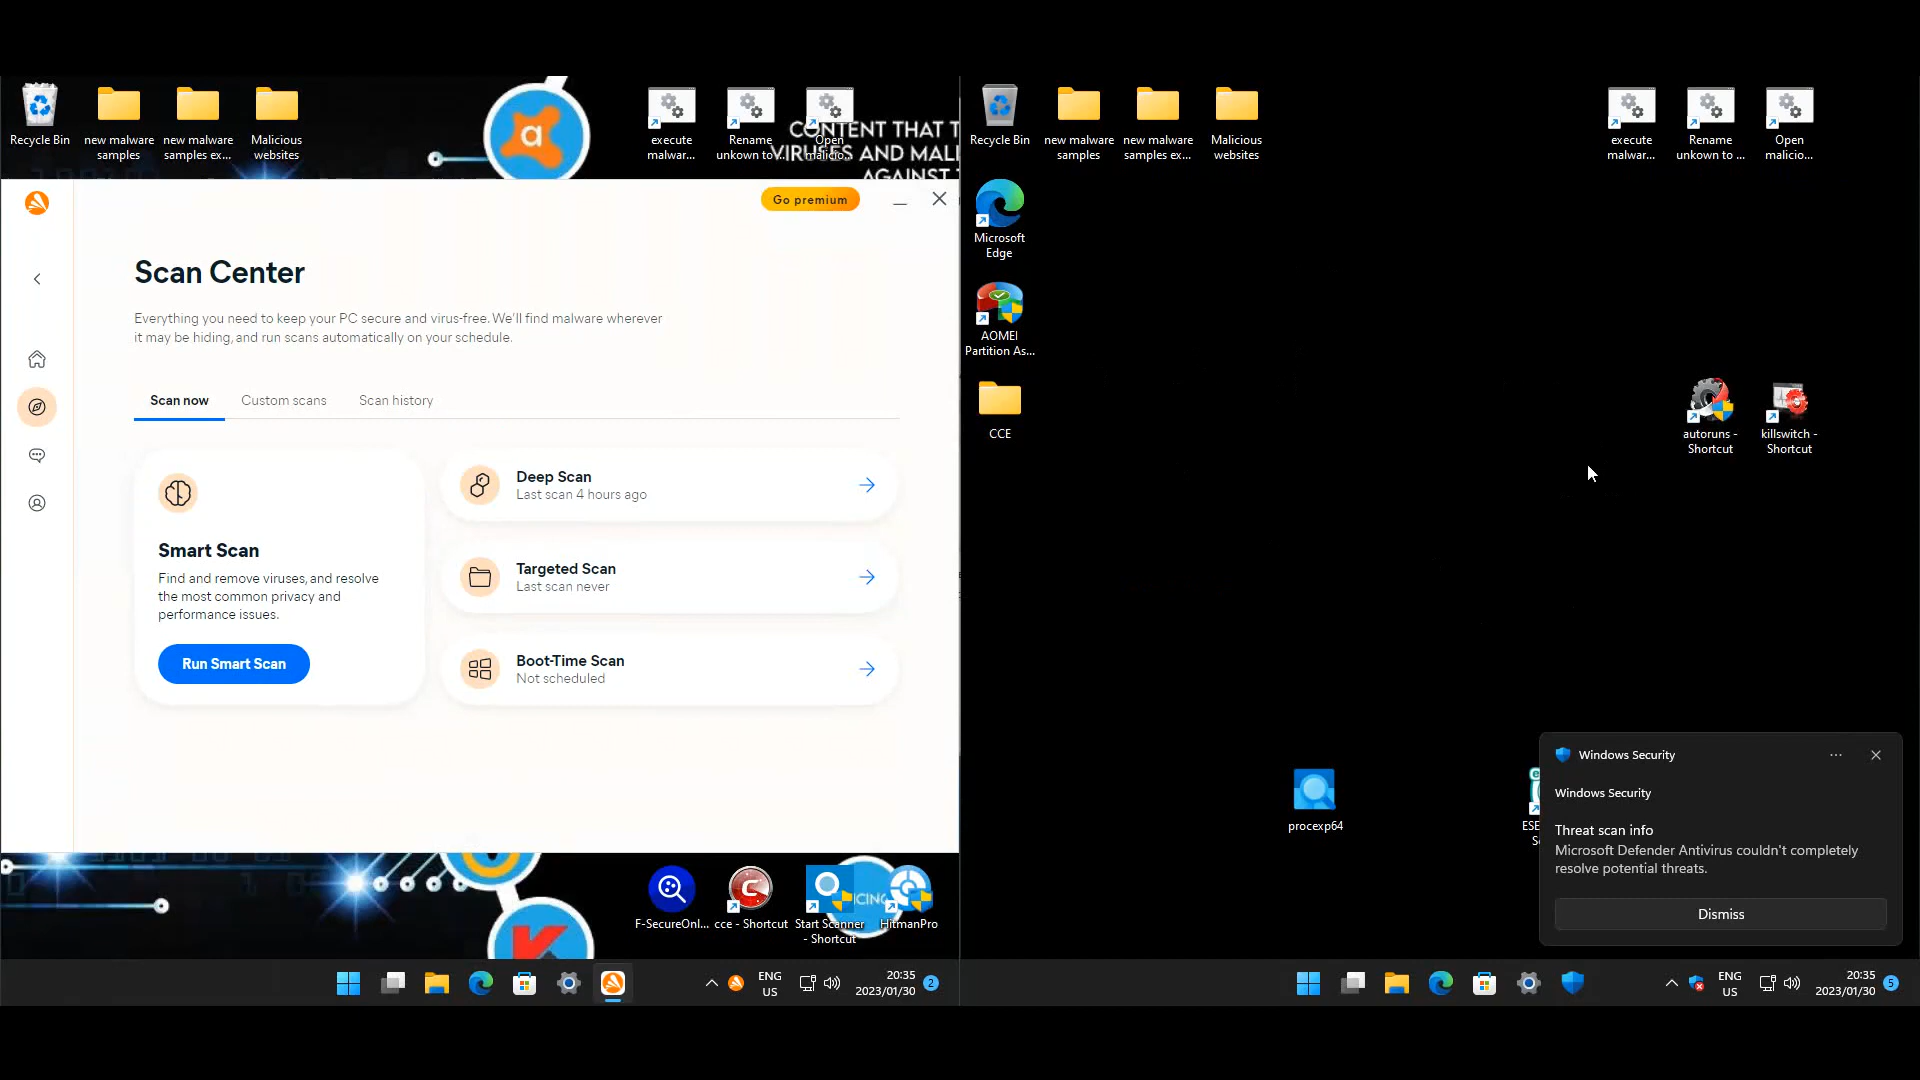 Recycle Bin
new malware
samples
new malware
samples ex...
Malicious
websites
a
execute
malwar...
Rename
unkown to ...
Open
malicio...
CONTENT THAT T
VIRUSES AND MALI
AGAINST T
Go premium
Scan Center
Everything you need to keep your PC secure and virus-free. We'll find malware wherever
it may be hiding, and run scans automatically on your schedule.
Scan now
Custom scans
Scan history
Smart Scan
Find and remove viruses, and resolve
the most common privacy and
performance issues.
Run Smart Scan
Deep Scan
Last scan 4 hours ago
Targeted Scan
Last scan never
Boot-Time Scan
Not scheduled
F-SecureOnl...
cce - Shortcut
Start Scanner
- Shortcut
HitmanPro
ENG
US
20:35
2023/01/30
2
Recycle Bin
new malware
samples
new malware
samples ex...
Malicious
websites
execute
malwar...
Rename
unkown to ...
Open
malicio...
Microsoft
Edge
AOMEI
Partition As...
CCE
autoruns -
Shortcut
killswitch -
Shortcut
procexp64
Windows Security
Windows Security
Threat scan info
Microsoft Defender Antivirus couldn't completely
resolve potential threats.
Dismiss
ENG
US
20:35
2023/01/30
5